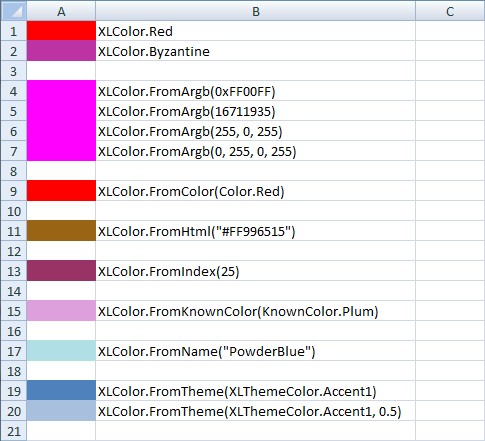 A B C
1 XLColor.Red
2 XLColor.Byzantine
3
4 XLColor.FromArgb(0xFF00FF)
5 XLColor.FromArgb(16711935)
6 XLColor.FromArgb(255, 0, 255)
7 XLColor.FromArgb(0, 255, 0, 255)
8
9 XLColor.FromColor(Color.Red)
10
11 XLColor.FromHtml("#FF996515")
12
13 XLColor.FromIndex(25)
14
15 XLColor.FromKnownColor(KnownColor.Plum)
16
17 XLColor.FromName("PowderBlue")
18
19 XLColor.FromTheme(XLThemeColor.Accent1)
20 XLColor.FromTheme(XLThemeColor.Accent1, 0.5)
21